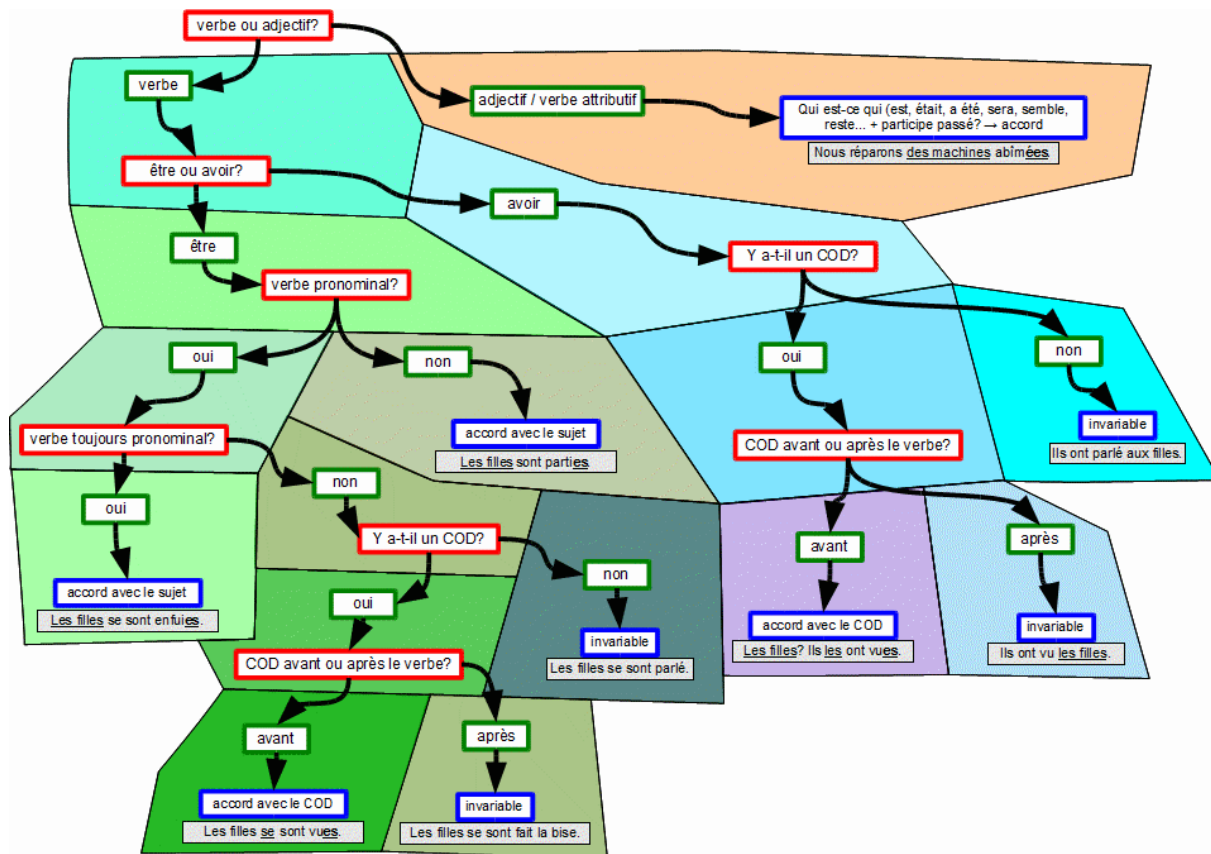 verbe ou adjectif?
verbe
adjectif / verbe attributif
Qui est-ce qui (est, était, a été, sera, semble,
reste... + participe passé? → accord
Nous réparons des machines abîmées.
être ou avoir?
avoir
être
Y a-t-il un COD?
verbe pronominal?
oui
non
oui
non
verbe toujours pronominal?
accord avec le sujet
Les filles sont parties.
COD avant ou après le verbe?
invariable
Ils ont parlé aux filles.
oui
non
Y a-t-il un COD?
avant
après
accord avec le sujet
Les filles se sont enfuies.
oui
non
accord avec le COD
Les filles? Ils les ont vues.
invariable
Ils ont vu les filles.
COD avant ou après le verbe?
invariable
Les filles se sont parlé.
avant
après
accord avec le COD
Les filles se sont vues.
invariable
Les filles se sont fait la bise.